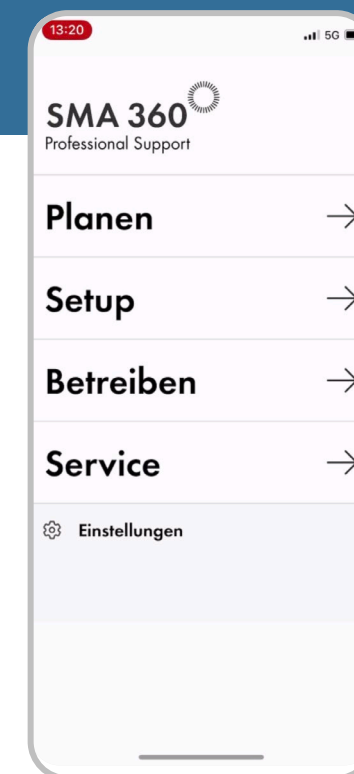 13:20
5G
SMA 360
Professional Support
Planen
Setup
Betreiben
Service
Einstellungen